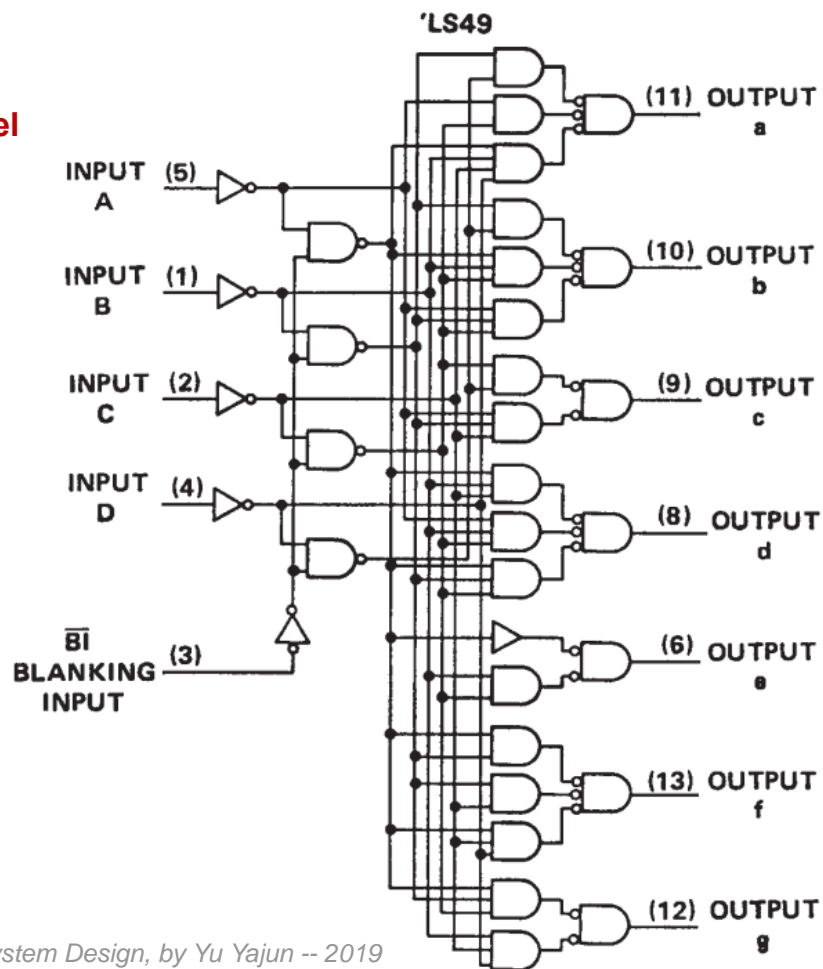 'LS49
el
(11) OUTPUT
a
INPUT (5)
A
(10) OUTPUT
b
INPUT (1)
B
(9) OUTPUT
c
INPUT (2)
C
(8) OUTPUT
d
INPUT (4)
D
(6) OUTPUT
e
BI
BLANKING (3)
INPUT
(13) OUTPUT
f
(12) OUTPUT
g
ystem Design, by Yu Yajun -- 2019